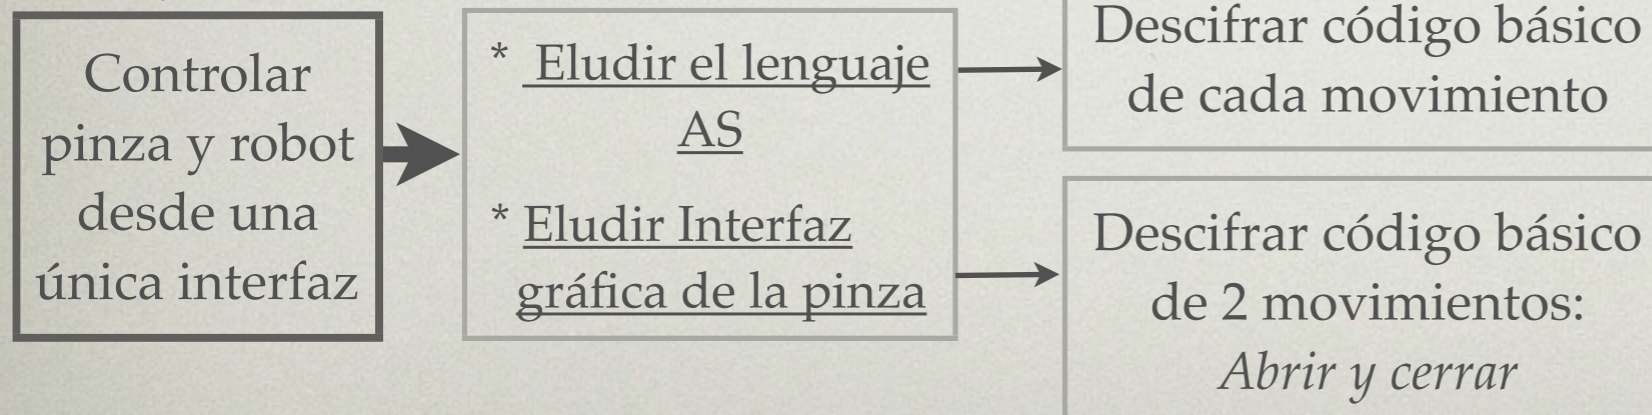 Controlar
pinza y robot
desde una
única interfaz
* Eludir el lenguaje
AS
* Eludir Interfaz
gráfica de la pinza
Descifrar código básico
de cada movimiento
Descifrar código básico
de 2 movimientos:
Abrir y cerrar